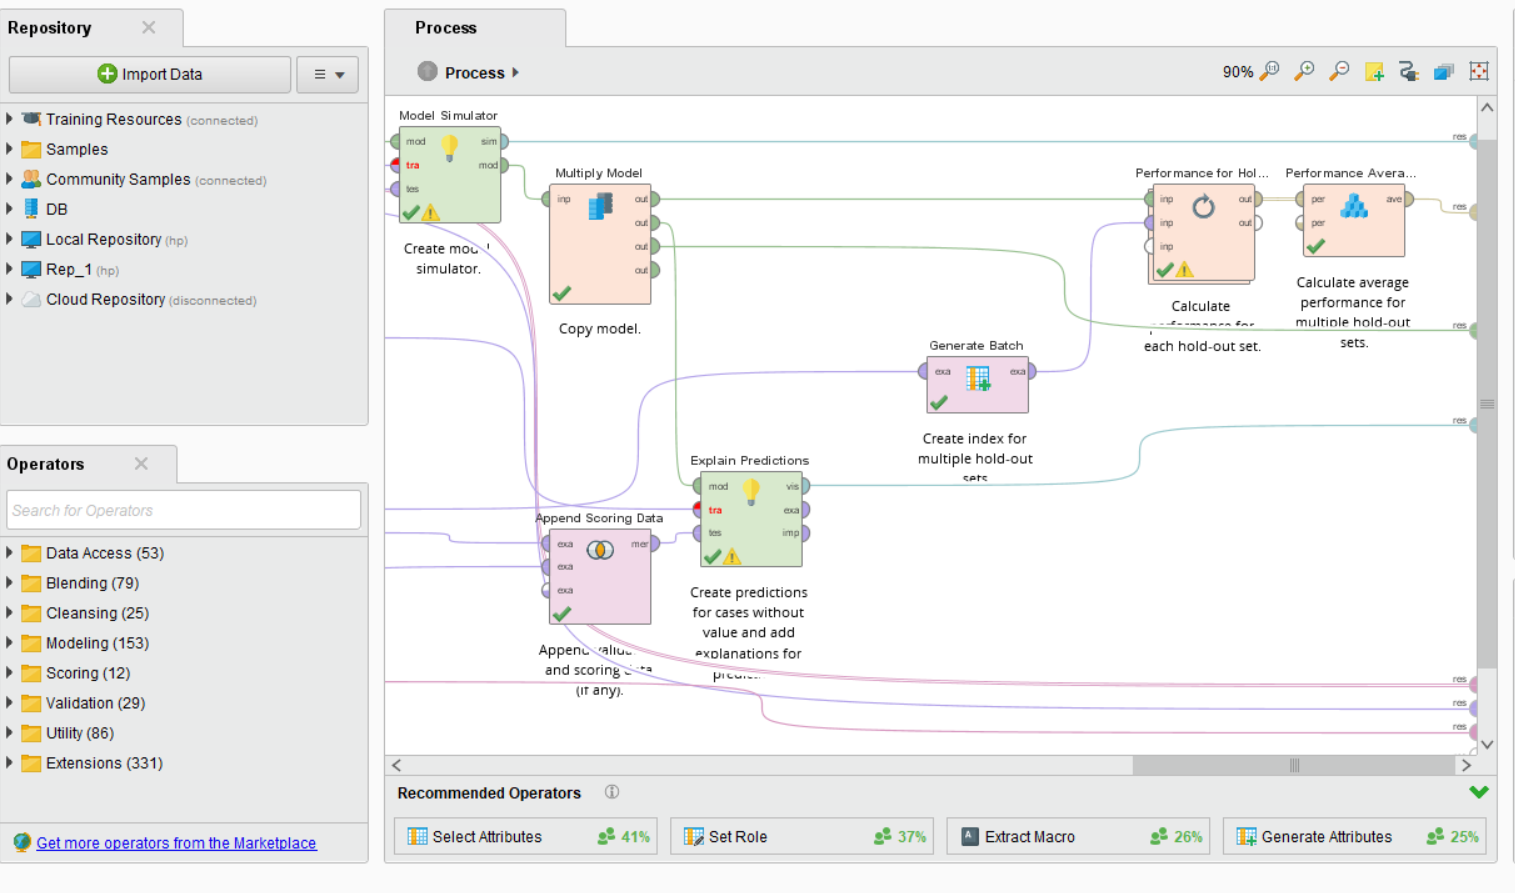 Repository
Import Data
Training Resources (connected)
Samples
Community Samples (connected)
DB
Local Repository (hp)
Rep_1 (hp)
Cloud Repository (disconnected)
Operators
Search for Operators
Data Access (53)
Blending (79)
Cleansing (25)
Modeling (153)
Scoring (12)
Validation (29)
Utility (86)
Extensions (331)
Get more operators from the Marketplace
Process
Process
90%
Model Simulator
mod sim
tra mod
tes
Create
simulator.
Multiply Model
inp out
out
out
out
Copy model.
Performance for Hol...
inp out
inp out
inp
Calculate
performance for
each hold-out set.
Performance Avera...
per ave
per
Calculate average
performance for
multiple hold-out
sets.
Generate Batch
exa exa
Create index for
multiple hold-out
sets
Explain Predictions
mod vis
tra exa
tes imp
Create predictions
for cases without
value and add
explanations for
Append Scoring Data
exa mer
exa
exa
Append
and scoring data
(if any).
res
res
res
res
res
res
res
Recommended Operators
Select Attributes 41%
Set Role 37%
Extract Macro 26%
Generate Attributes 25%